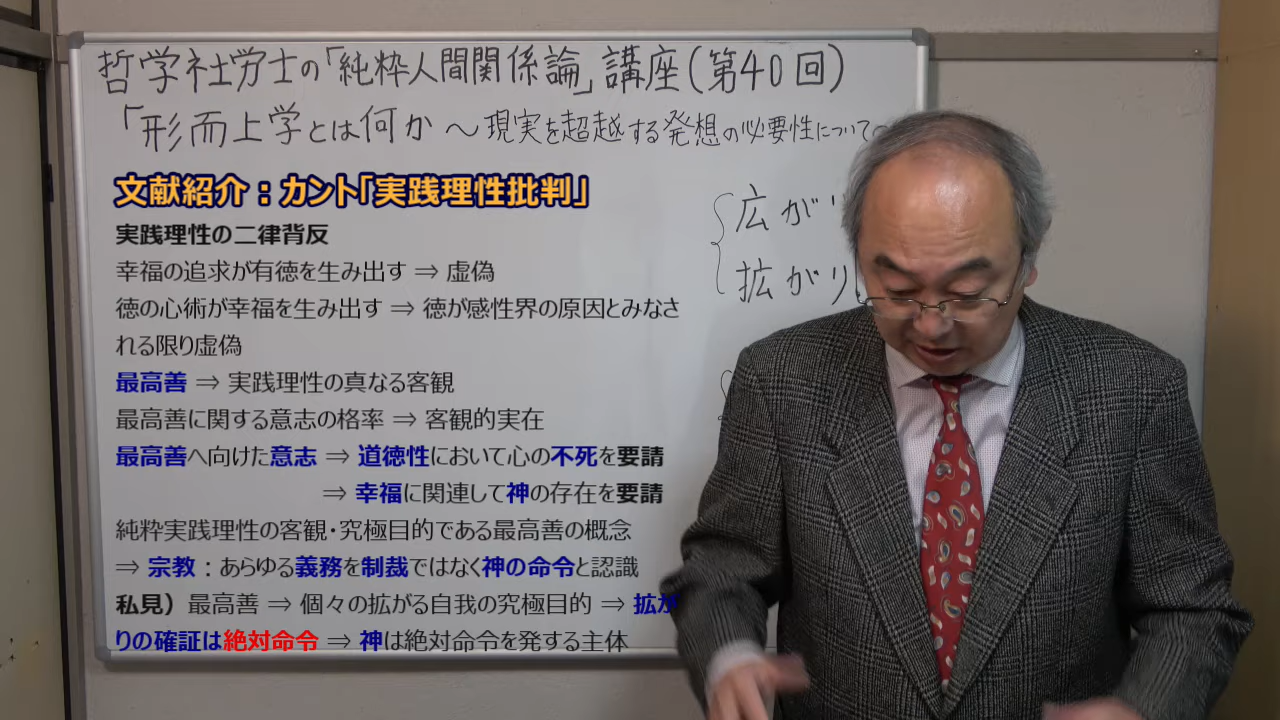 哲学社労士の「純粋人間関係論」講座(第40回)
「形而上学とは何か～現実を超越する発想の必要性について～
広がり
拡がり
文献紹介：カント「実践理性批判」
実践理性の二律背反
幸福の追求が有徳を生み出す ⇒ 虚偽
徳の心術が幸福を生み出す ⇒ 徳が感性界の原因とみなさ
れる限り虚偽
最高善 ⇒ 実践理性の真なる客観
最高善に関する意志の格率 ⇒ 客観的実在
最高善へ向けた意志 ⇒ 道徳性において心の不死を要請
⇒ 幸福に関連して神の存在を要請
純粋実践理性の客観・究極目的である最高善の概念
⇒ 宗教：あらゆる義務を制裁ではなく神の命令と認識
私見）最高善 ⇒ 個々の拡がる自我の究極目的 ⇒ 拡が
りの確証は絶対命令 ⇒ 神は絶対命令を発する主体